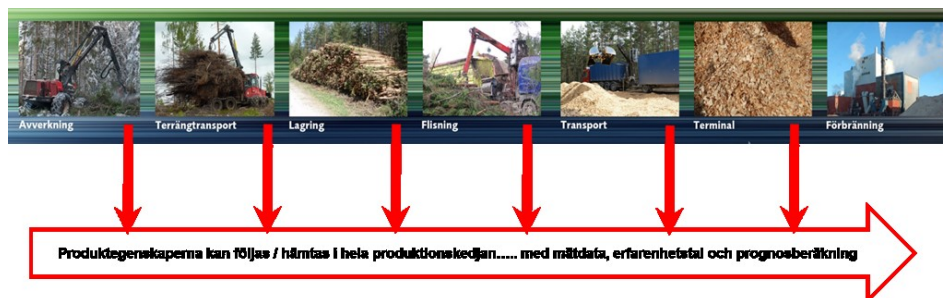 Avverkning
Terrängtransport
Lagring
Flisning
Transport
Terminal
Förbränning
Produktegenskaperna kan följas / hämtas i hela produktionskedjan..... med mätdata, erfarenhetstal och prognosberäkning